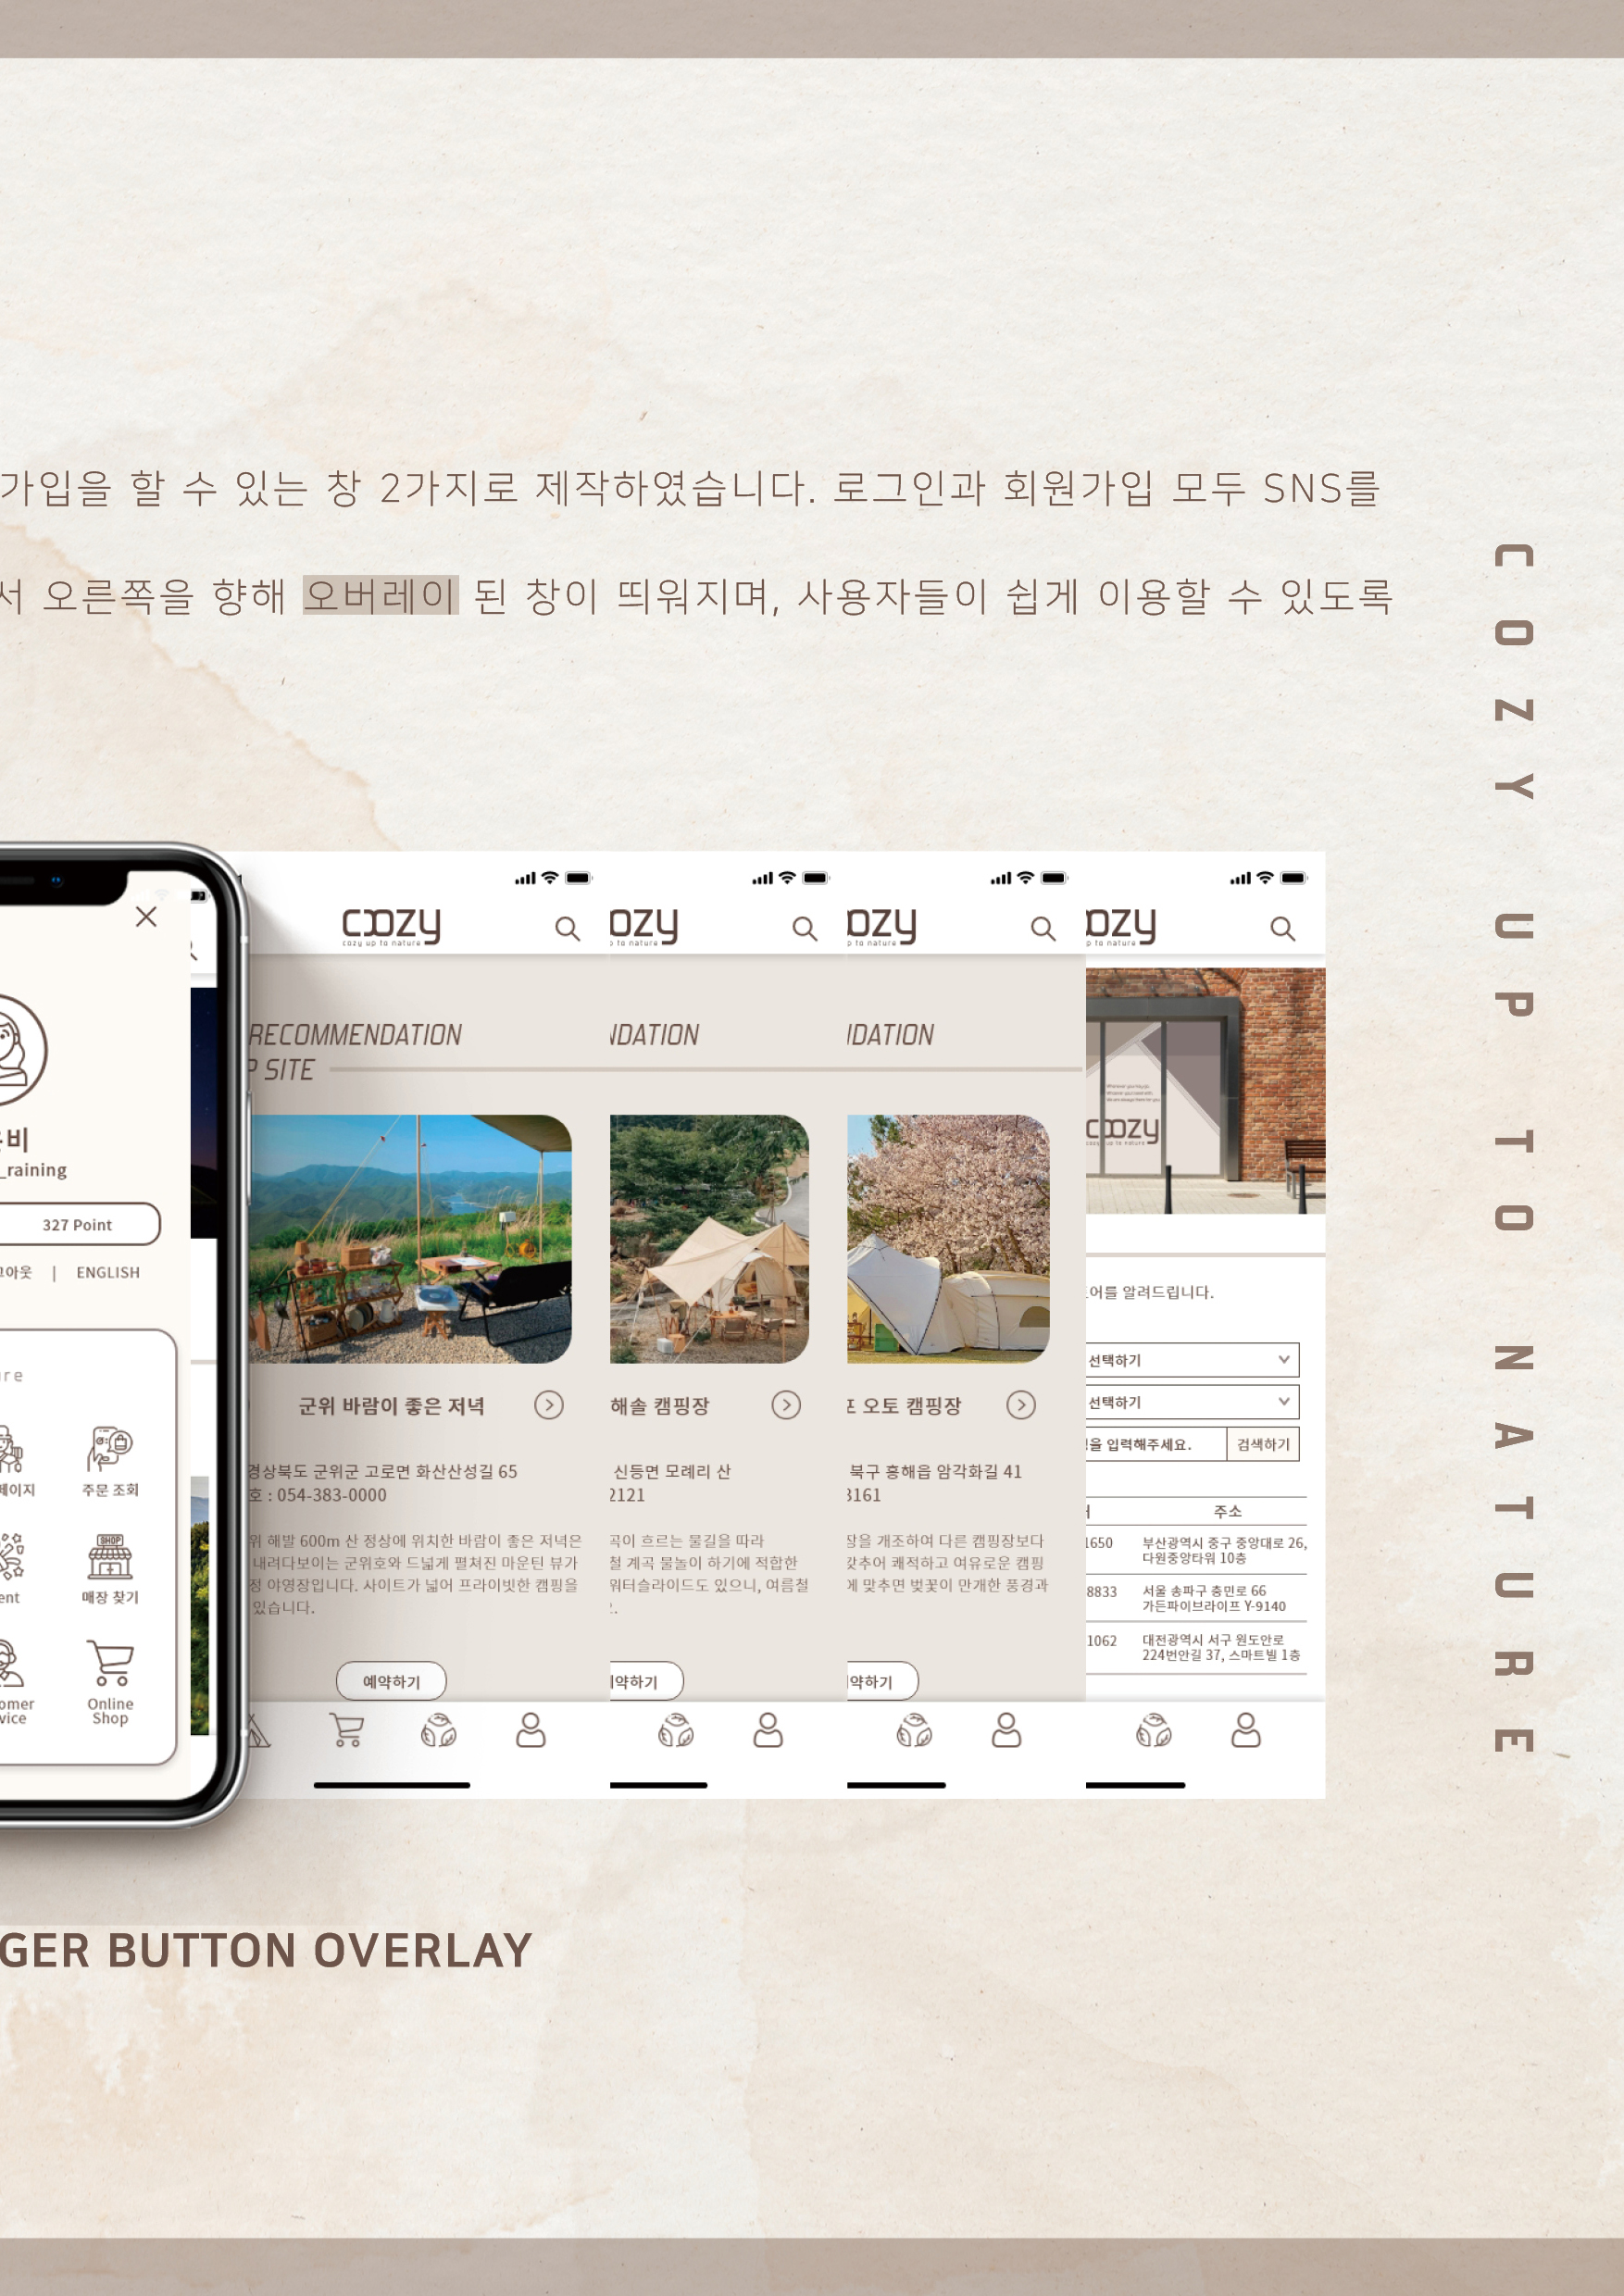 가입을 할 수 있는 창 2가지로 제작하였습니다. 로그인과 회원가입 모두 SNS를
서 오른쪽을 향해 오버레이 된 창이 띄워지며, 사용자들이 쉽게 이용할 수 있도록
COZY UP TO NATURE
비
_raining
327 Point
아웃 | ENGLISH
페이지
주문 조회
SHOP
매장 찾기
Online
Shop
coozy
cozy up to nature
RECOMMENDATION
SITE
군위 바람이 좋은 저녁
경상북도 군위군 고로면 화산산성길 65
호 : 054-383-0000
위 해발 600m 산 정상에 위치한 바람이 좋은 저녁은
내려다보이는 군위호와 드넓게 펼쳐진 마운틴 뷰가
정 야영장입니다. 사이트가 넓어 프라이빗한 캠핑을
있습니다.
예약하기
ozy
to nature
NDATION
해솔 캠핑장
신등면 모례리 산
2121
곡이 흐르는 물길을 따라
철 계곡 물놀이 하기에 적합한
워터슬라이드도 있으니, 여름철
약하기
ozy
to nature
NDATION
오토 캠핑장
북구 흥해읍 암각화길 41
3161
장을 개조하여 다른 캠핑장보다
갖추어 쾌적하고 여유로운 캠핑
에 맞추면 벚꽃이 만개한 풍경과
약하기
ozy
to nature
coozy
어를 알려드립니다.
선택하기
선택하기
을 입력해주세요. 검색하기
주소
1650 부산광역시 중구 중앙대로 26,
다원중앙타워 10층
8833 서울 송파구 충민로 66
가든파이브라이프 Y-9140
1062 대전광역시 서구 원도안로
224번안길 37, 스마트빌 1층
GER BUTTON OVERLAY